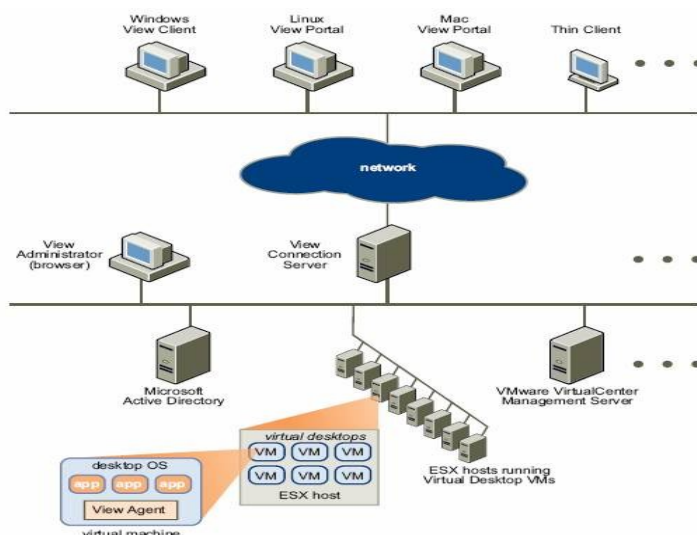 Windows
View Client
Linux
View Portal
Mac
View Portal
Thin Client
network
View
Administrator
(browser)
View
Connection
Server
Microsoft
Active Directory
VMware VirtualCenter
Management Server
virtual desktops
VM VM VM
VM VM VM
ESX host
ESX hosts running
Virtual Desktop VMs
desktop OS
app app app
View Agent
virtual machine